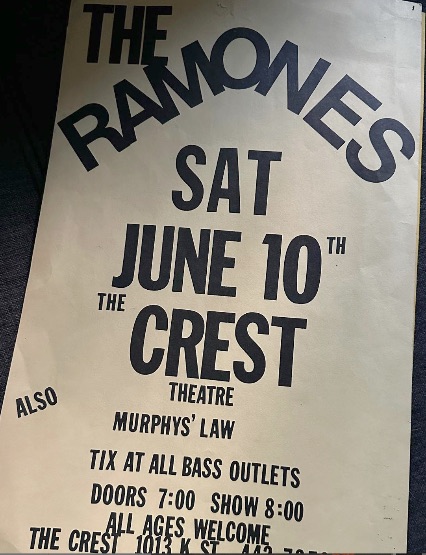 THE
RAMONES
SAT
JUNE 10TH
THE
CREST
THEATRE
ALSO
MURPHYS' LAW
TIX AT ALL BASS OUTLETS
DOORS 7:00 SHOW 8:00
ALL AGES WELCOME
THE CREST 1013 K ST.